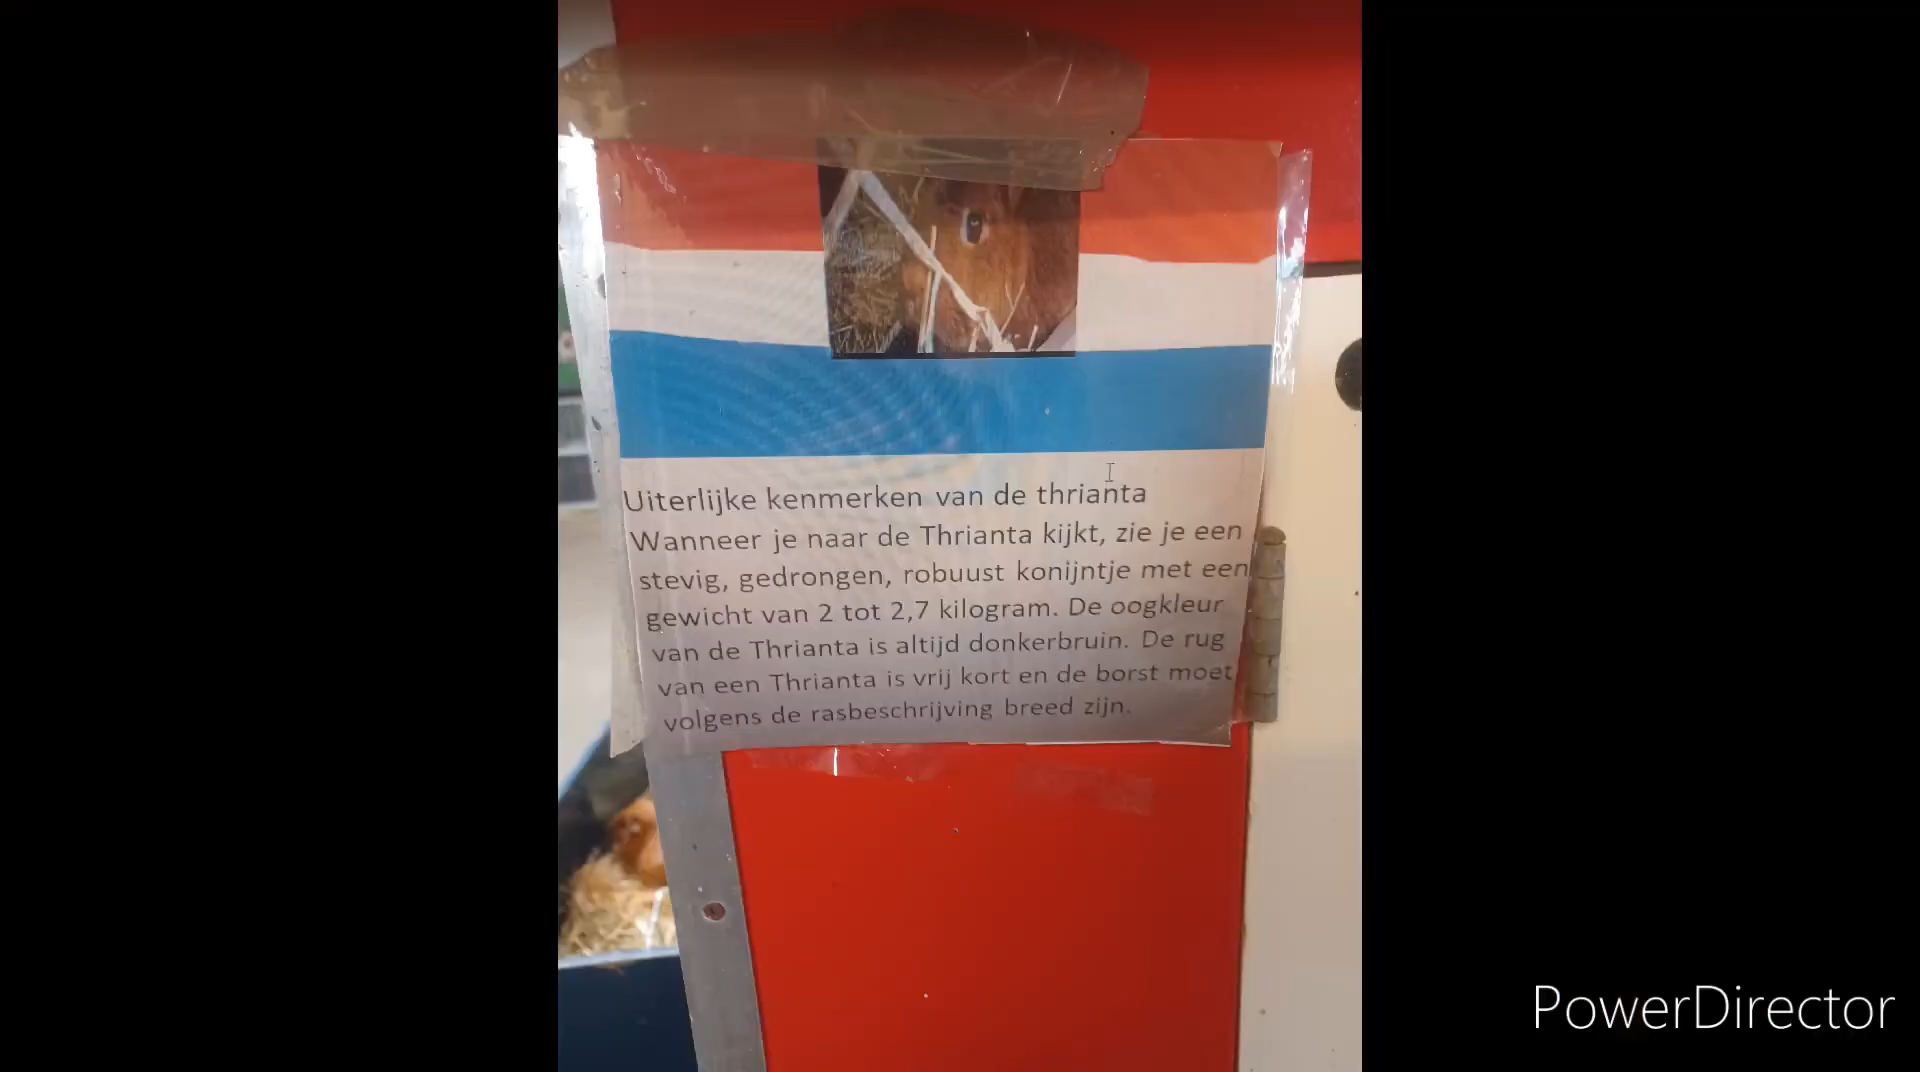 Uiterlijke kenmerken van de thrianta
Wanneer je naar de Thrianta kijkt, zie je een
stevig, gedrongen, robuust konijntje met een
gewicht van 2 tot 2,7 kilogram. De oogkleur
van de Thrianta is altijd donkerbruin. De rug
van een Thrianta is vrij kort en de borst moet
volgens de rasbeschrijving breed zijn.
PowerDirector